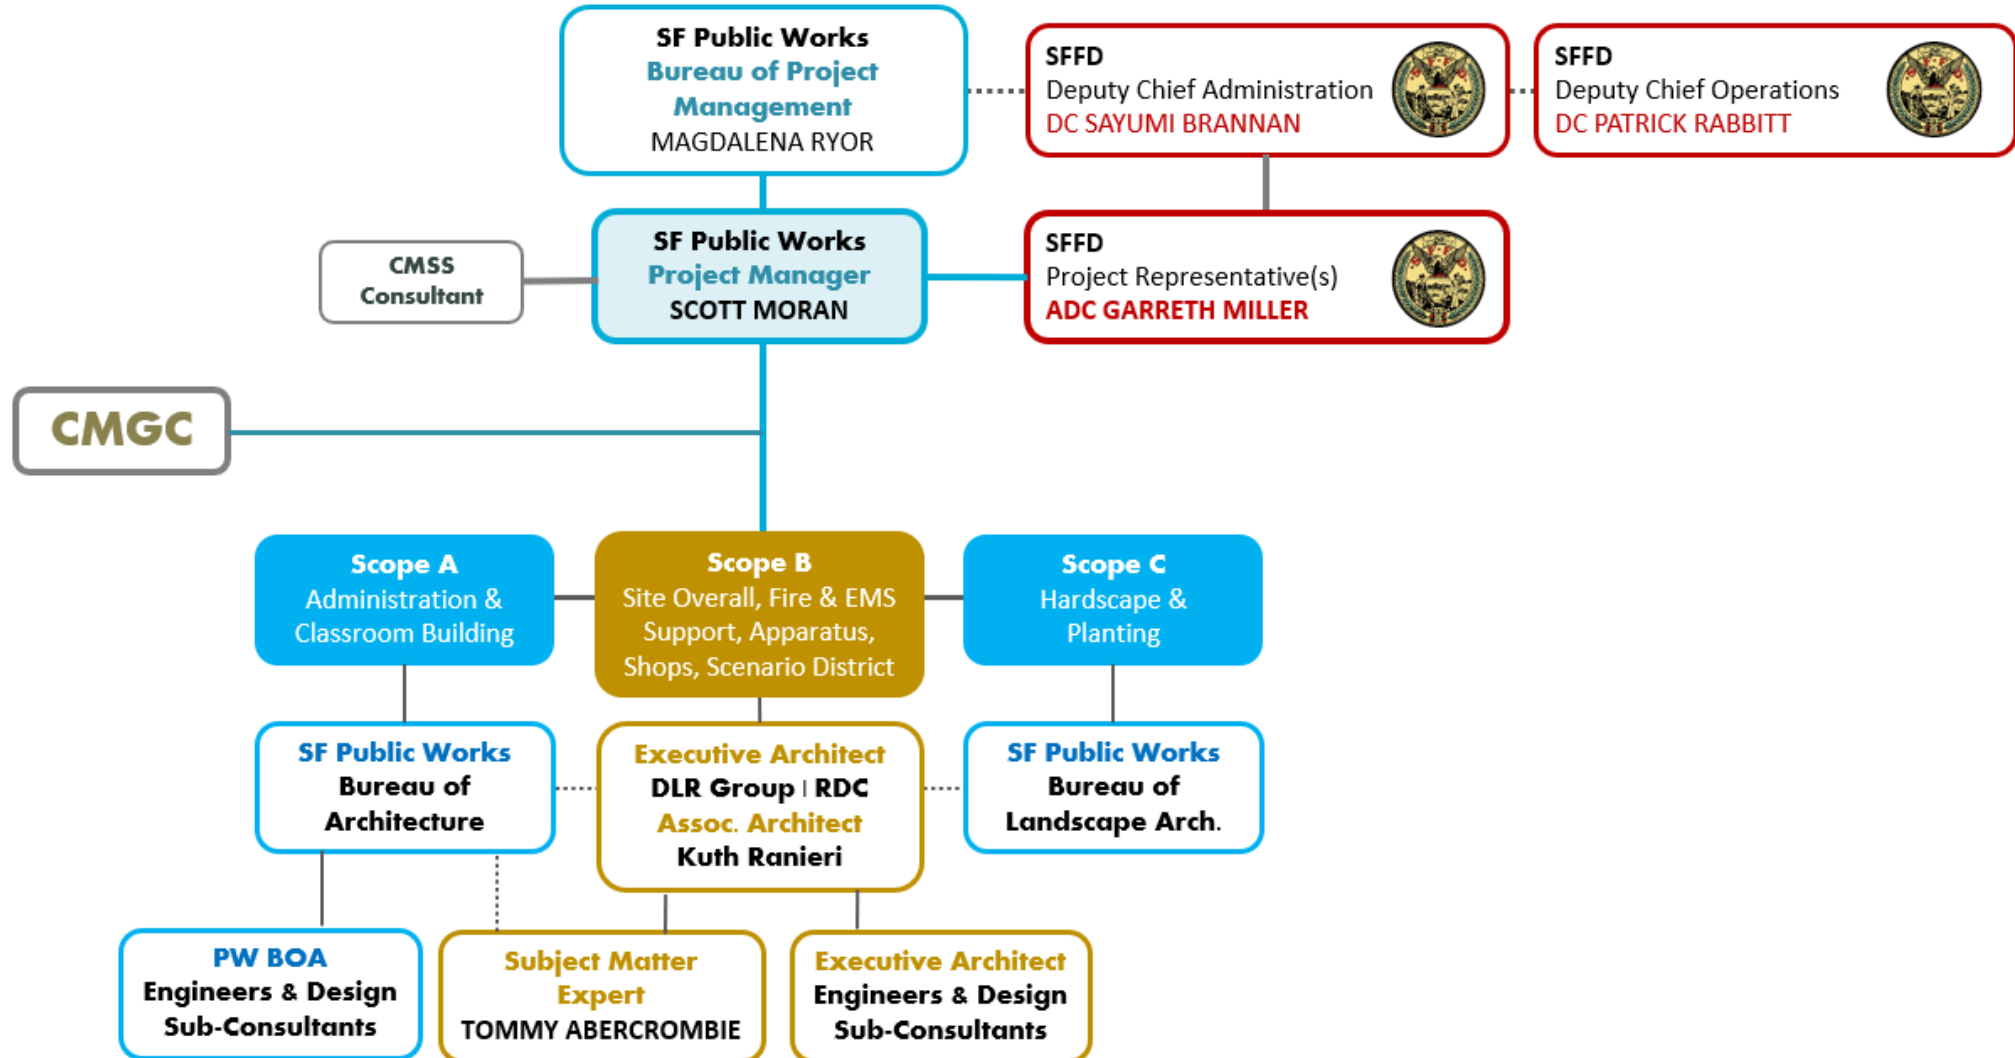 SF Public Works
Bureau of Project
Management
MAGDALENA RYOR
SFFD
Deputy Chief Administration
DC SAYUMI BRANNAN
SFFD
Deputy Chief Operations
DC PATRICK RABBITT
CMSS
Consultant
SF Public Works
Project Manager
SCOTT MORAN
SFFD
Project Representative(s)
ADC GARRETH MILLER
CMGC
Scope A
Administration &
Classroom Building
Scope B
Site Overall, Fire & EMS
Support, Apparatus,
Shops, Scenario District
Scope C
Hardscape &
Planting
SF Public Works
Bureau of
Architecture
Executive Architect
DLR Group | RDC
Assoc. Architect
Kuth Ranieri
SF Public Works
Bureau of
Landscape Arch.
PW BOA
Engineers & Design
Sub-Consultants
Subject Matter
Expert
TOMMY ABERCROMBIE
Executive Architect
Engineers & Design
Sub-Consultants